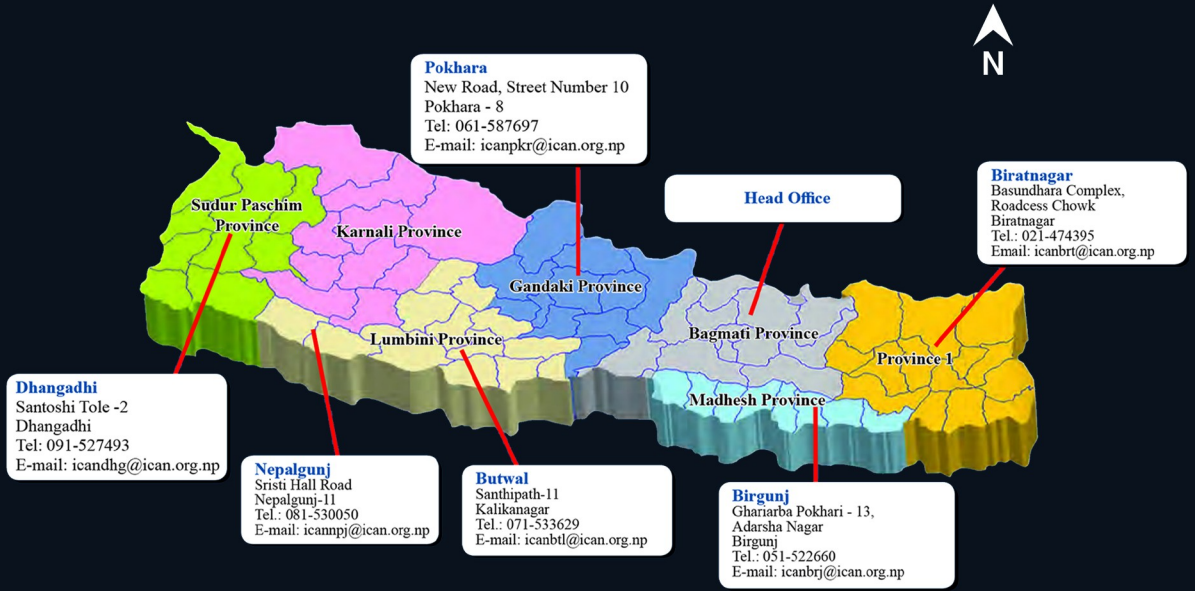 N
Pokhara
New Road, Street Number 10
Pokhara - 8
Tel: 061-587697
E-mail: icanpkr@ican.org.np
Head Office
Biratnagar
Basundhara Complex,
Roadcess Chowk
Biratnagar
Tel.: 021-474395
Email: icanbrt@ican.org.np
Sudur Paschim
Province
Karnali Province
Gandaki Province
Lumbini Province
Bagmati Province
Province 1
Madhesh Province
Dhangadhi
Santoshi Tole -2
Dhangadhi
Tel: 091-527493
E-mail: icandhg@ican.org.np
Nepalgunj
Sristi Hall Road
Nepalgunj-11
Tel.: 081-530050
E-mail: icannpj@ican.org.np
Butwal
Santhipath-11
Kalikanagar
Tel.: 071-533629
E-mail: icanbtl@ican.org.np
Birgunj
Ghariarba Pokhari - 13,
Adarsha Nagar
Birgunj
Tel.: 051-522660
E-mail: icanbrj@ican.org.np